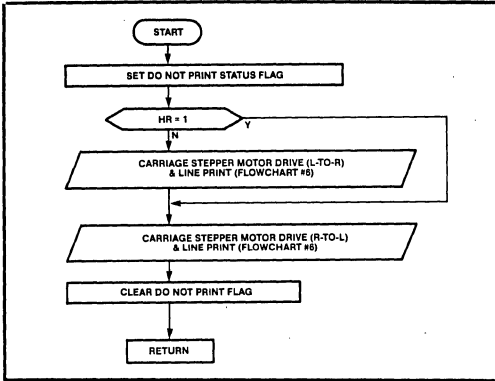 START
SET DO NOT PRINT STATUS FLAG
HR = 1
Y
N
CARRIAGE STEPPER MOTOR DRIVE (L-TO-R)
& LINE PRINT (FLOWCHART #6)
CARRIAGE STEPPER MOTOR DRIVE (R-TO-L)
& LINE PRINT (FLOWCHART #6)
CLEAR DO NOT PRINT FLAG
RETURN